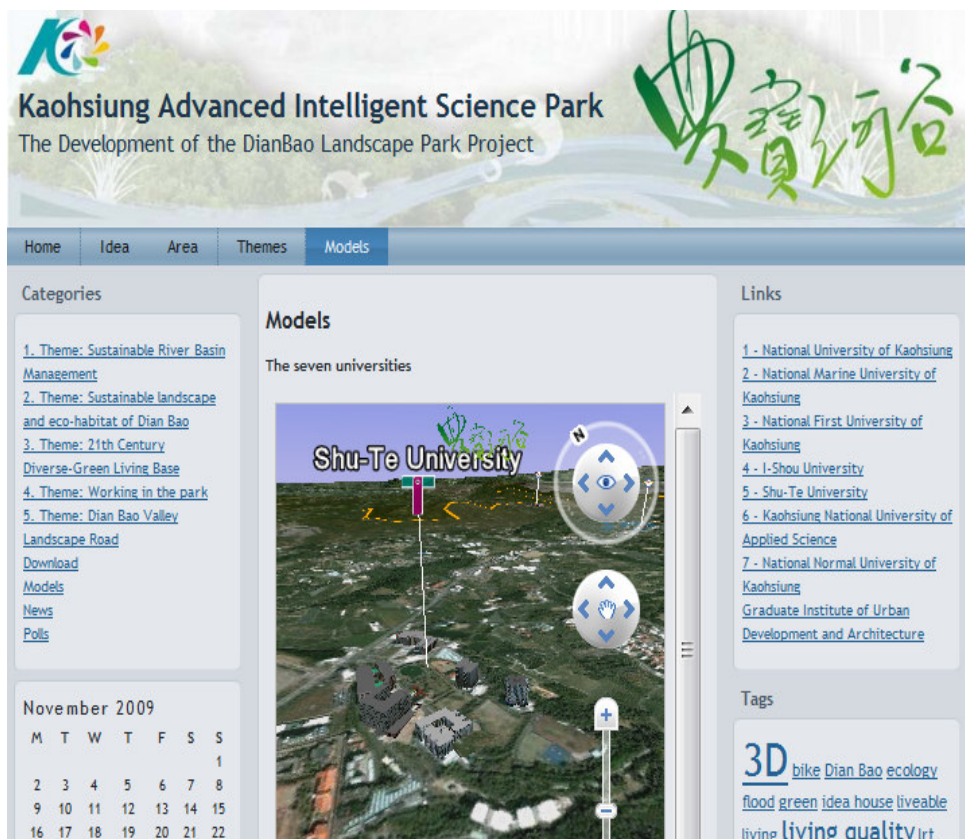 Kaohsiung Advanced Intelligent Science Park
The Development of the DianBao Landscape Park Project
典寶河谷
Home Idea Area Themes Models
Categories
1. Theme: Sustainable River Basin
Management
2. Theme: Sustainable landscape
and eco-habitat of Dian Bao
3. Theme: 21th Century
Diverse-Green Living Base
4. Theme: Working in the park
5. Theme: Dian Bao Valley
Landscape Road
Download
Models
News
Polls
November 2009
M T W T F S S
1
2 3 4 5 6 7 8
9 10 11 12 13 14 15
16 17 18 19 20 21 22
Models
The seven universities
典寶河谷
Shu-Te University
N
Links
1 - National University of Kaohsiung
2 - National Marine University of
Kaohsiung
3 - National First University of
Kaohsiung
4 - I-Shou University
5 - Shu-Te University
6 - Kaohsiung National University of
Applied Science
7 - National Normal University of
Kaohsiung
Graduate Institute of Urban
Development and Architecture
Tags
3D bike Dian Bao ecology
flood green idea house liveable
living living quality lrt